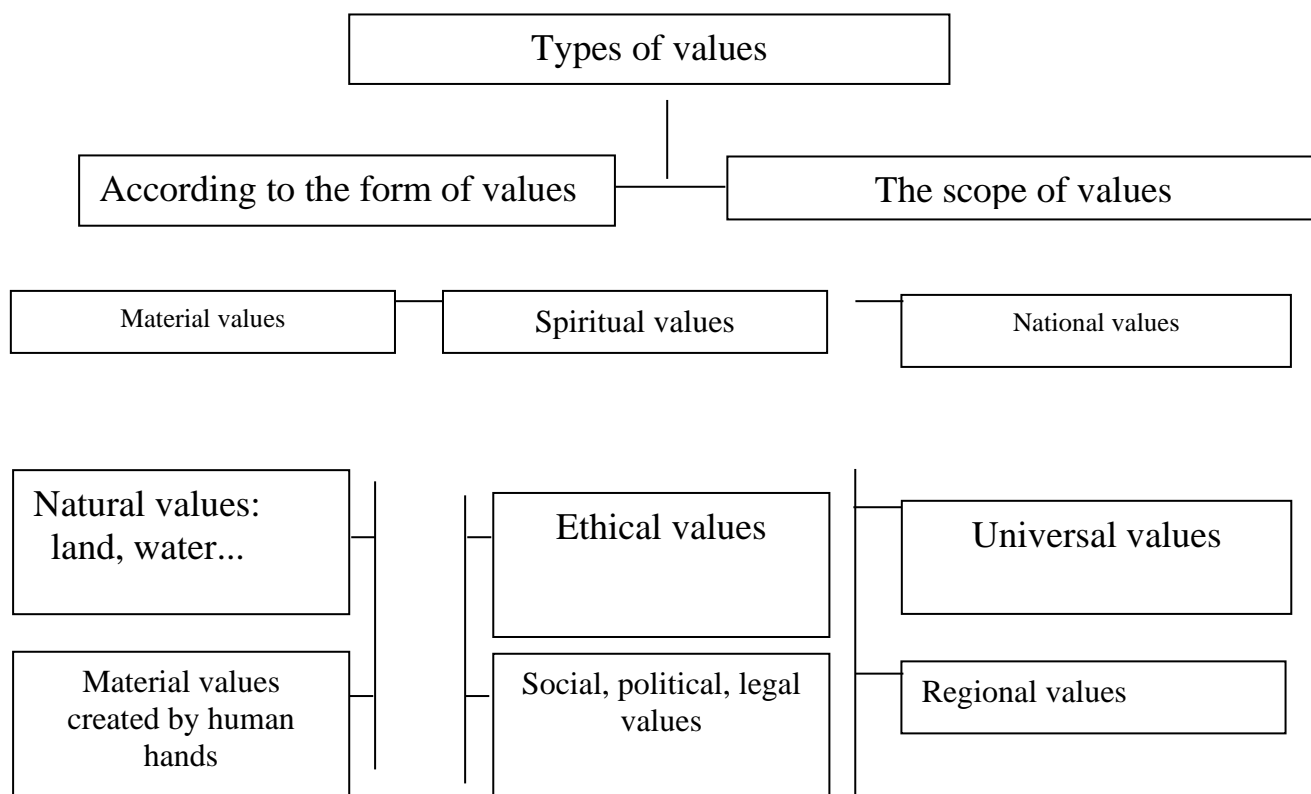 Types of values
According to the form of values
The scope of values
Material values
Spiritual values
National values
Natural values:
land, water...
Ethical values
Universal values
Material values
created by human
hands
Social, political, legal
values
Regional values